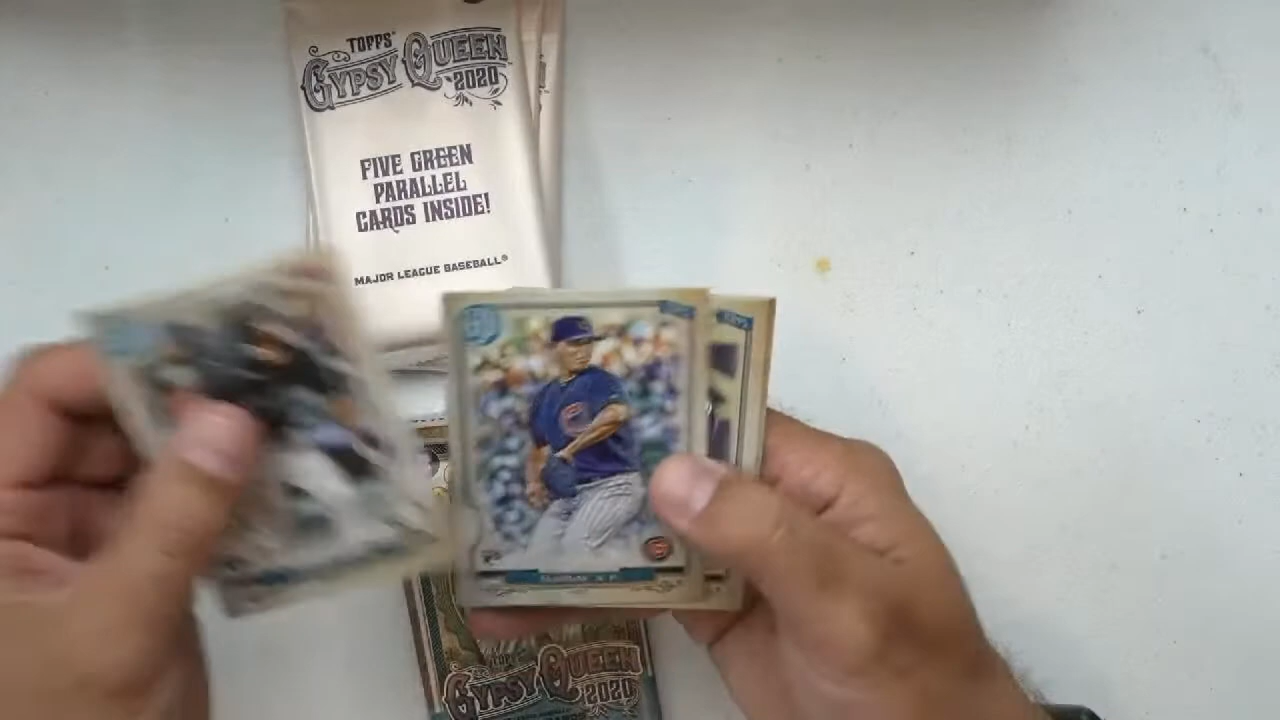 TOPPS
GYPSY QUEEN
2020
FIVE GREEN
PARALLEL
CARDS INSIDE!
MAJOR LEAGUE BASEBALL®
TOPPS
C
GYPSY QUEEN
2020